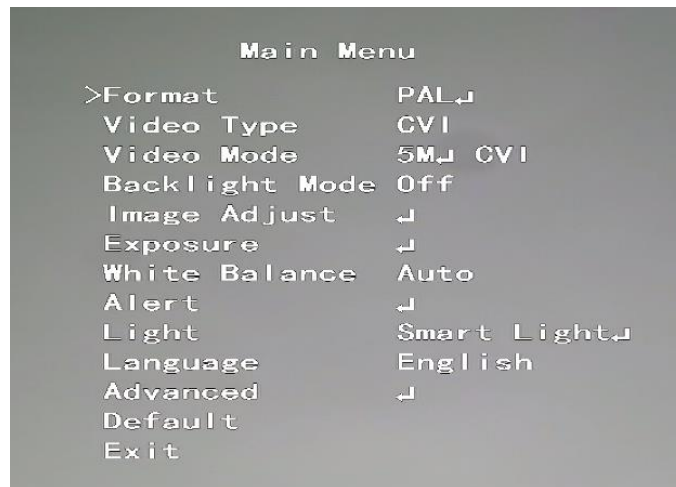 Main Menu
>Format PAL↵
Video Type CVI
Video Mode 5M↵ CVI
Backlight Mode Off
Image Adjust ↵
Exposure ↵
White Balance Auto
Alert ↵
Light Smart Light↵
Language English
Advanced ↵
Default
Exit